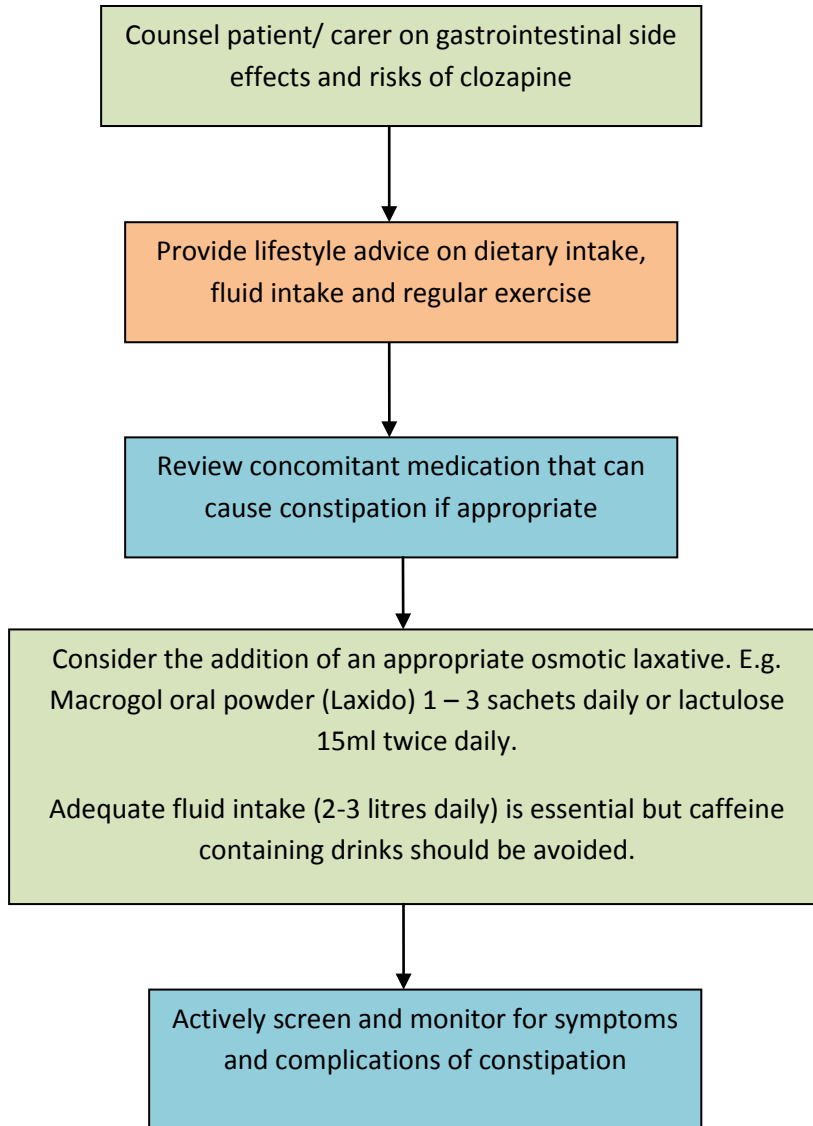 Counsel patient/ carer on gastrointestinal side
effects and risks of clozapine
Provide lifestyle advice on dietary intake,
fluid intake and regular exercise
Review concomitant medication that can
cause constipation if appropriate
Consider the addition of an appropriate osmotic laxative. E.g.
Macrogol oral powder (Laxido) 1 – 3 sachets daily or lactulose
15ml twice daily.
Adequate fluid intake (2-3 litres daily) is essential but caffeine
containing drinks should be avoided.
Actively screen and monitor for symptoms
and complications of constipation